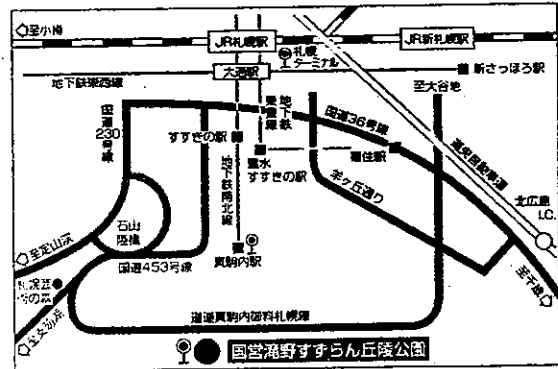 至小樽
JR札幌駅
JR新札幌駅
札幌
ターミナル
大通駅
地下鉄東西線
新さっぽろ駅
至大谷地
国道230号線
すすきの駅
地下鉄東豊線
国道36号線
道央自動車道
豊水
すすきの駅
福住駅
地下鉄南北線
羊ヶ丘通り
北広島
I.C.
石山
陸橋
至定山渓
国道453号線
真駒内駅
至千歳
至支笏湖
道道真駒内御料札幌線
国営滝野すずらん丘陵公園